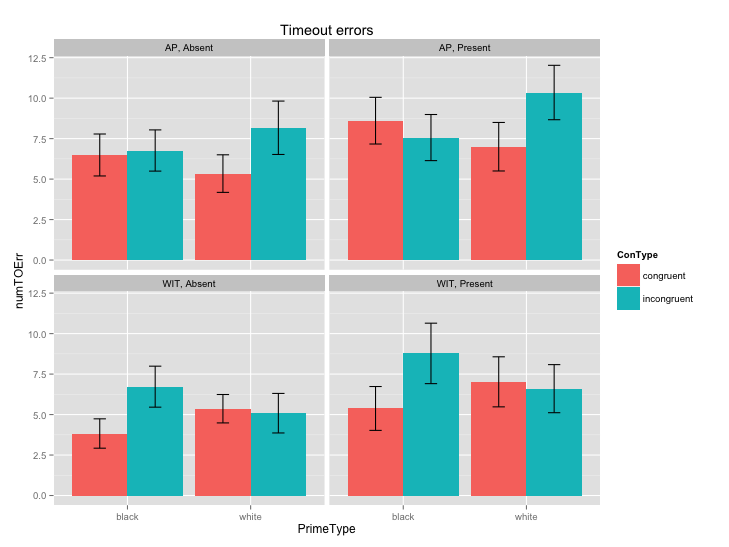 Timeout errors
AP, Absent
AP, Present
12.5
10.0
7.5
5.0
2.5
0.0
WIT, Absent
WIT, Present
12.5
10.0
7.5
5.0
2.5
0.0
black
white
black
white
PrimeType
numTOErr
ConType
congruent
incongruent